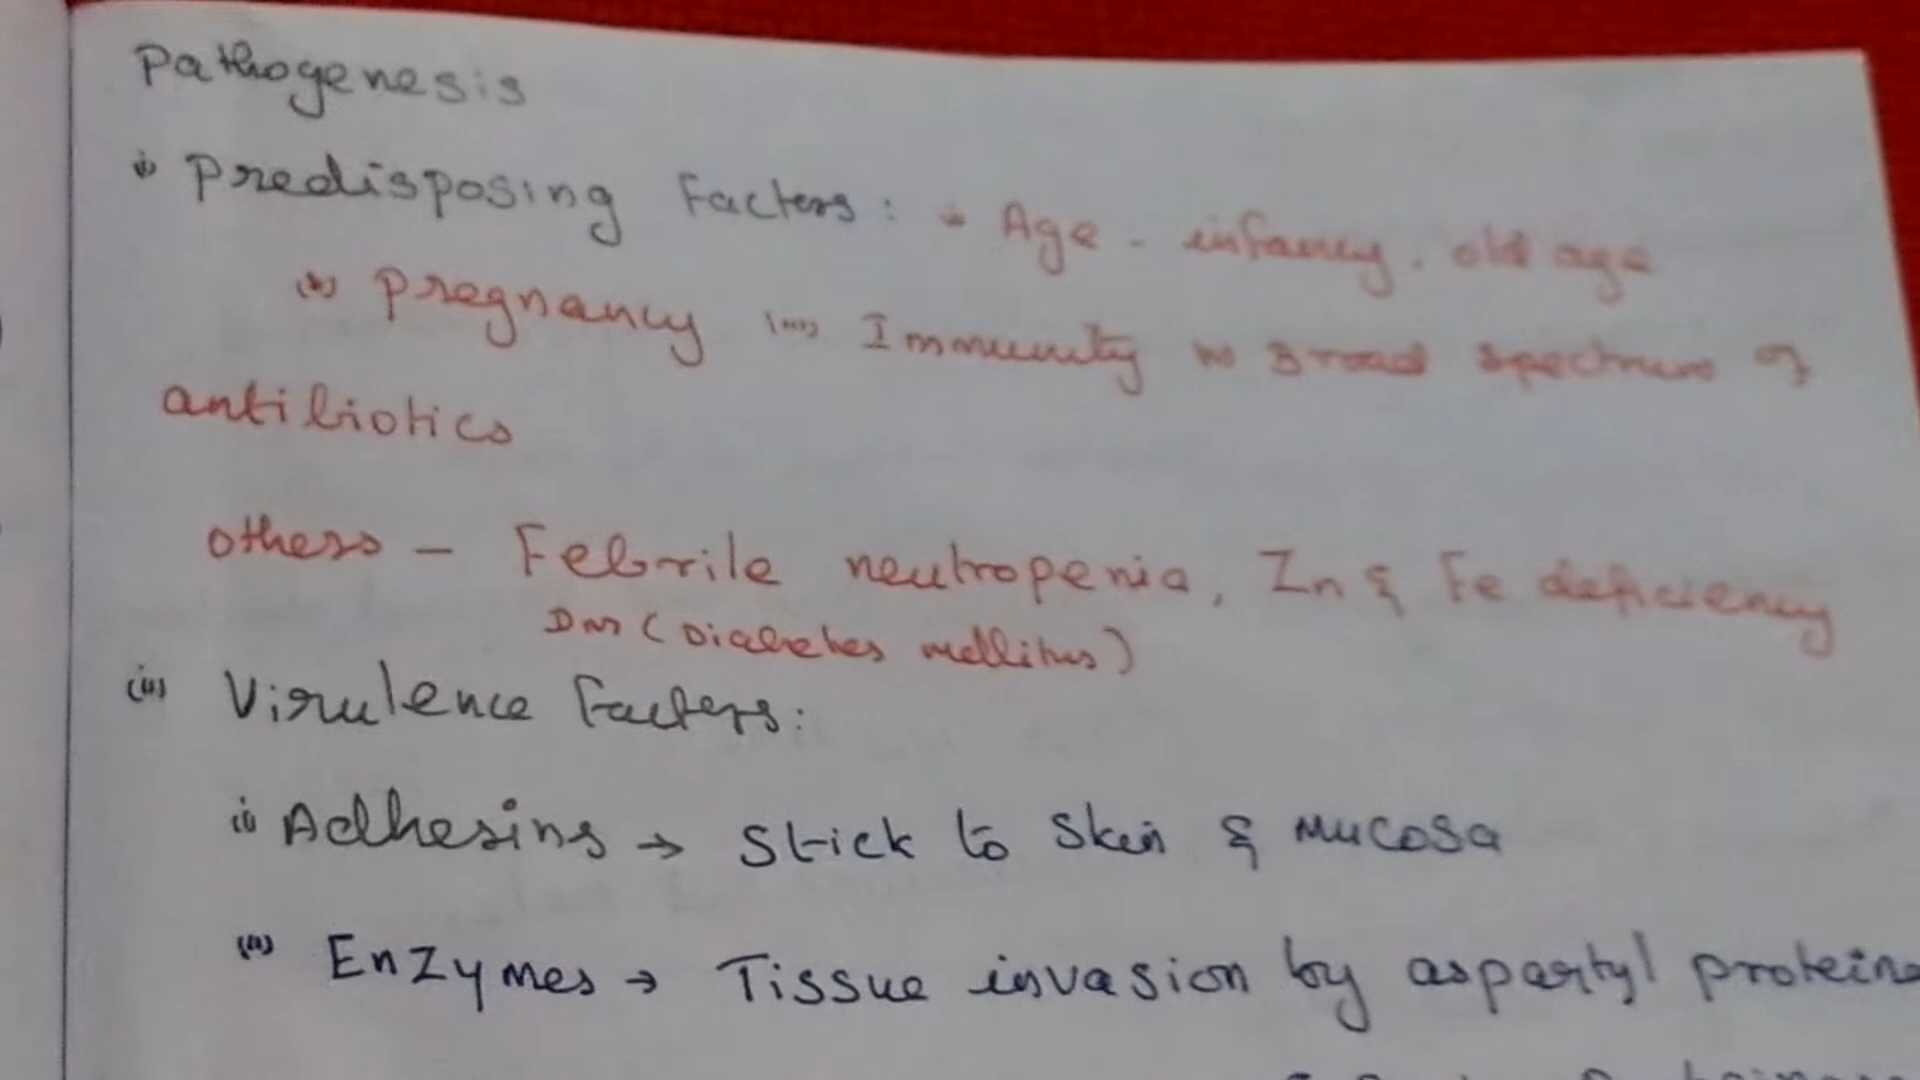 Pathogenesis
(i) Predisposing Factors: (i) Age - infancy, old age
(ii) Pregnancy (iii) Immunity (iv) Broad spectrum of
antibiotics
others - Febrile neutropenia, Zn & Fe deficiency
DM (Diabetes mellitus)
(ii) Virulence Factors:
(i) Adhesins → Stick to Skin & Mucosa
(ii) Enzymes → Tissue invasion by aspartyl proteina